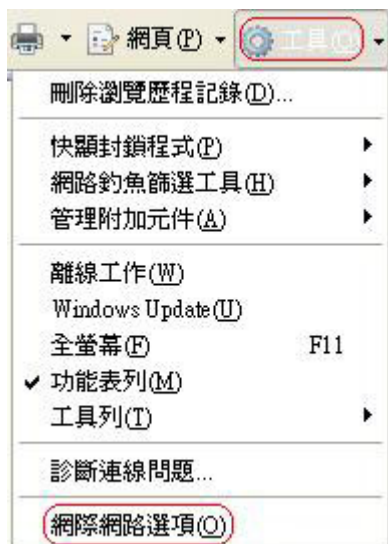 網頁(P) 工具(O)
刪除瀏覽歷程記錄(D)...
快顯封鎖程式(P)
網路釣魚篩選工具(H)
管理附加元件(A)
離線工作(W)
Windows Update(U)
全螢幕(F) F11
功能表列(M)
工具列(T)
診斷連線問題...
網際網路選項(O)